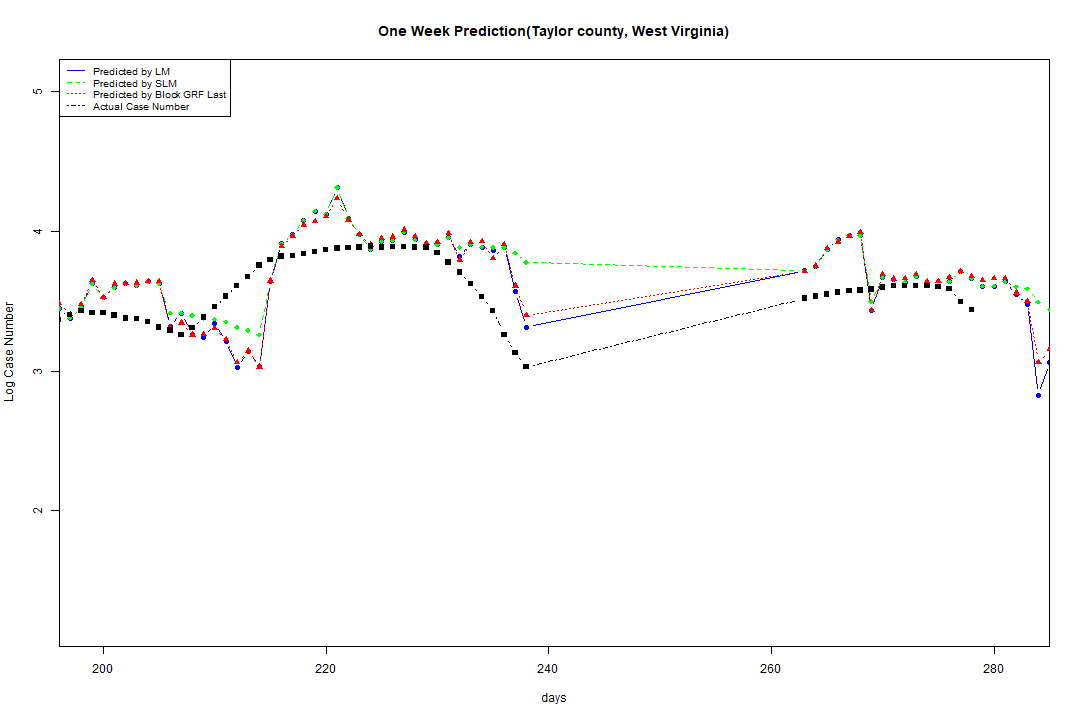 One Week Prediction(Taylor county, West Virginia)
Predicted by LM
Predicted by SLM
Predicted by Block GRF Last
Actual Case Number
5
4
3
2
Log Case Number
200
220
240
260
280
days